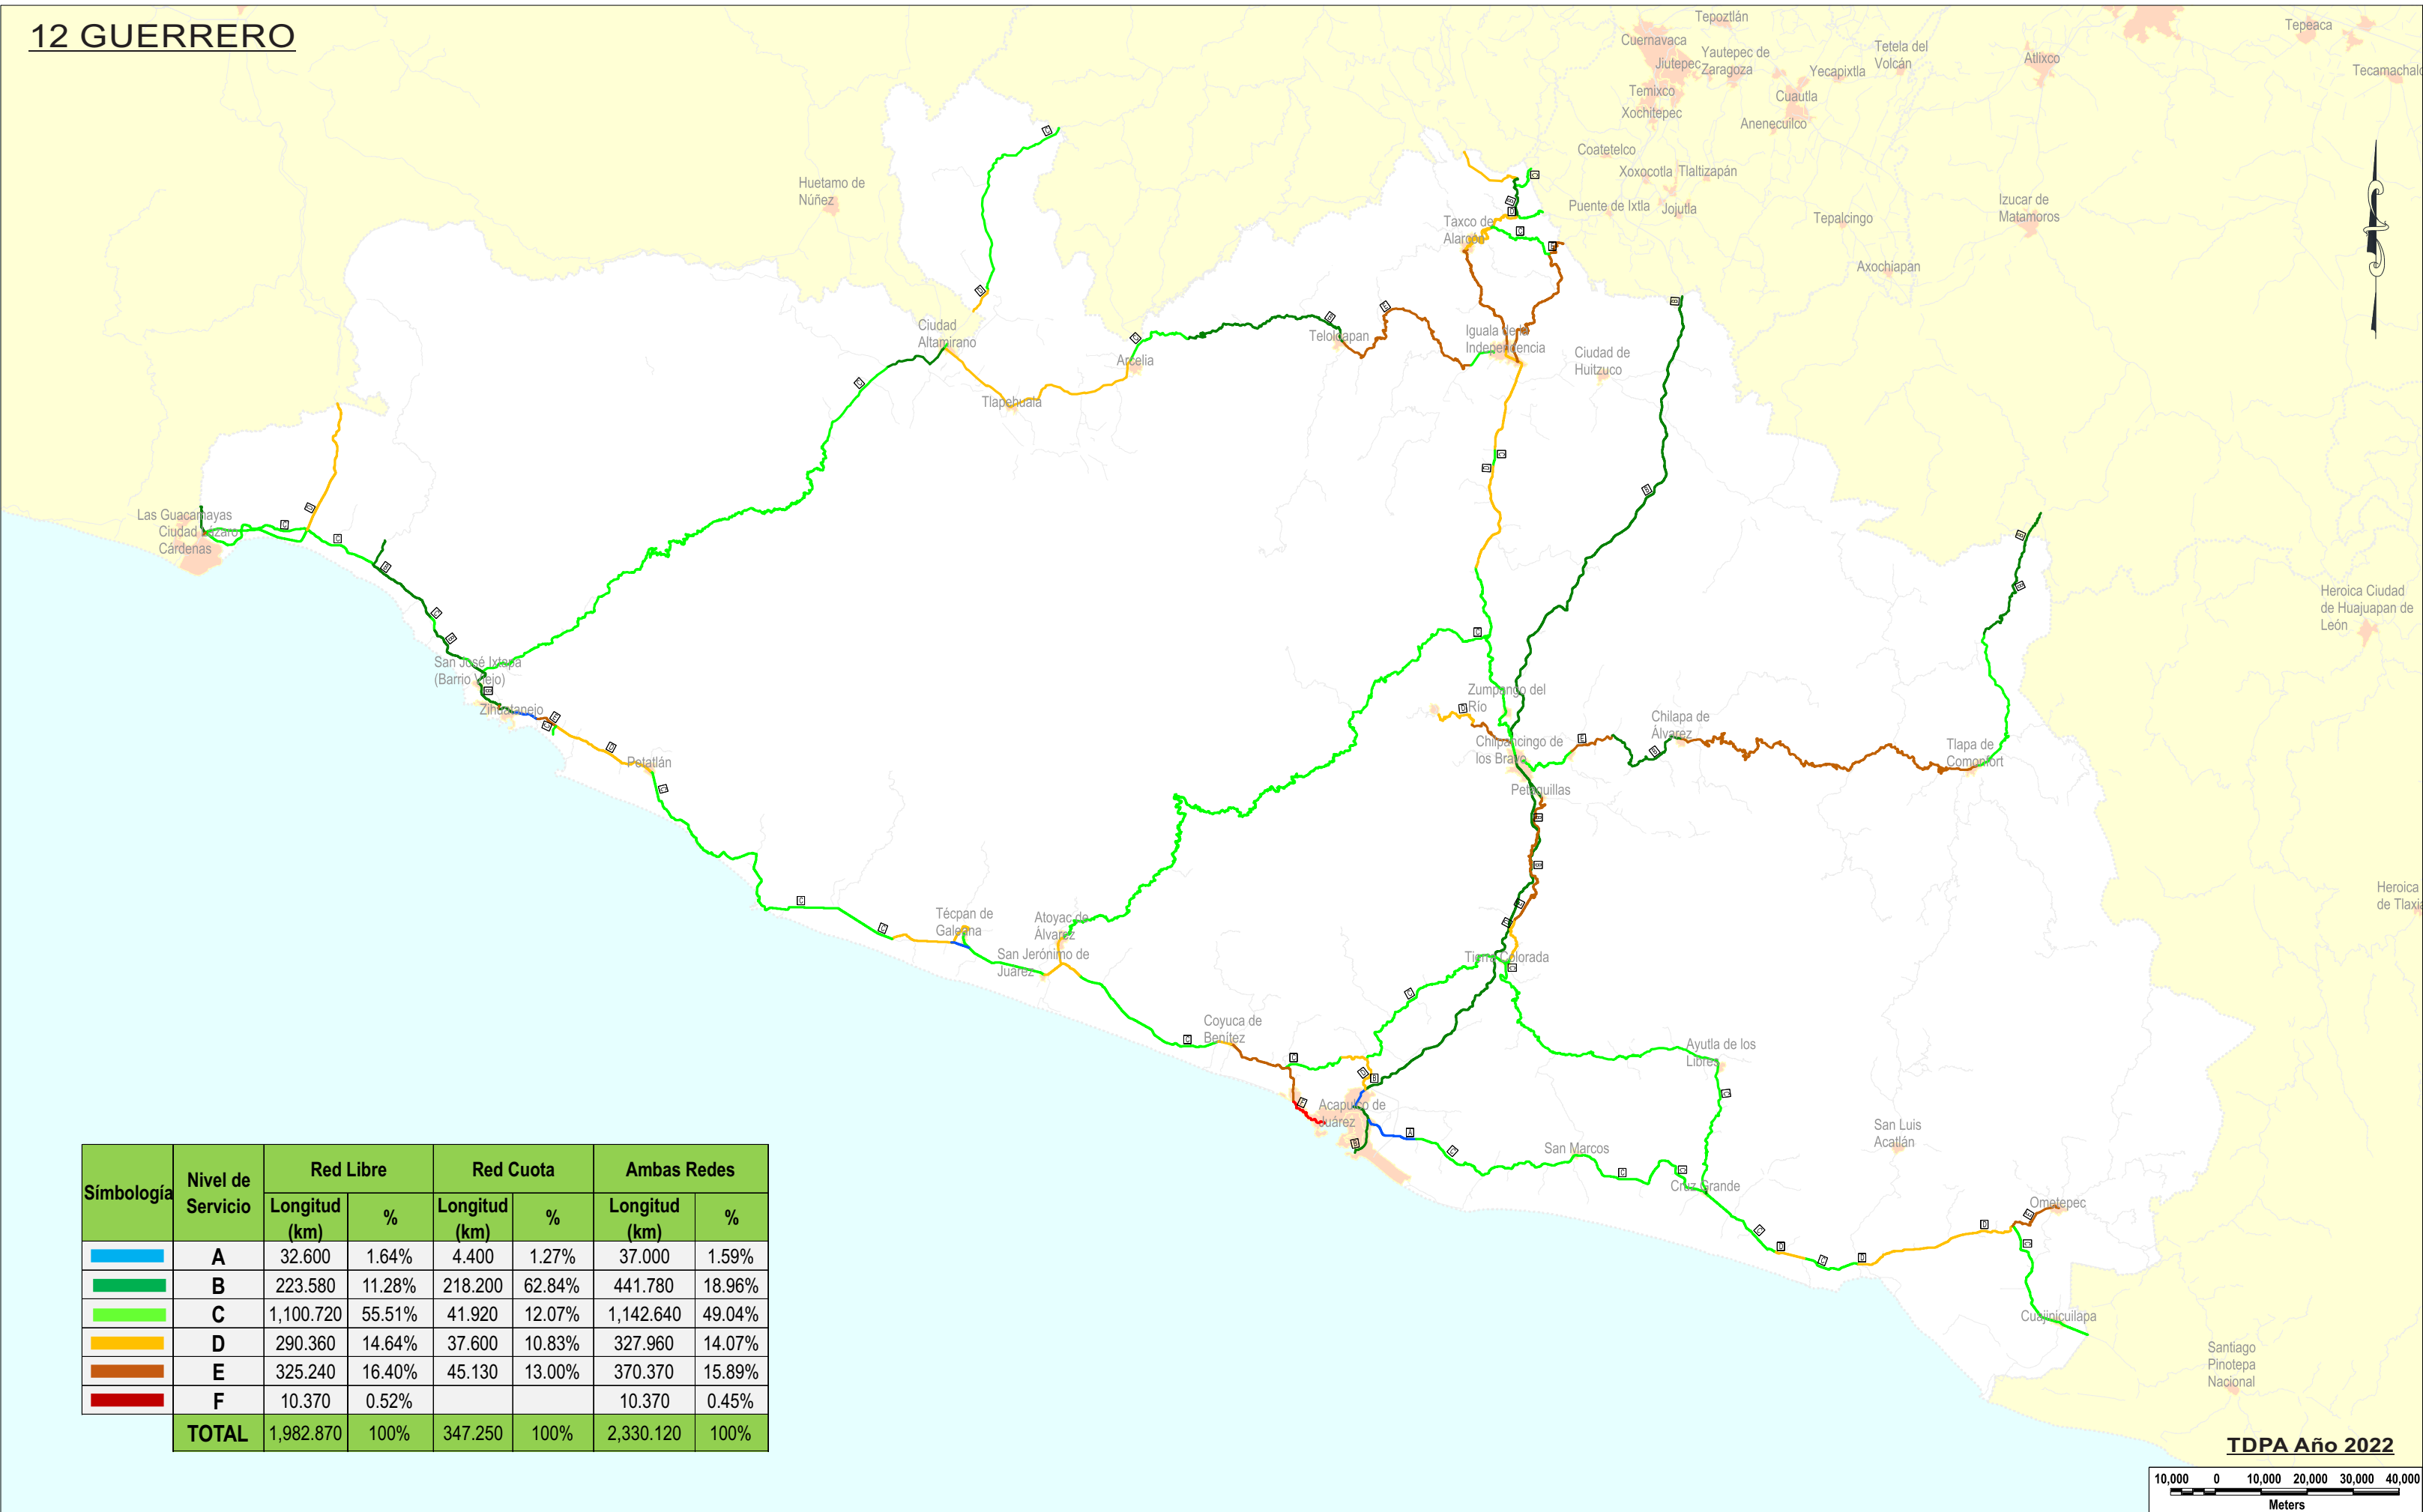 12 GUERRERO
Tepoztlán
Cuernavaca
Jiutepec
Yautepec de
Zaragoza
Tetela del
Volcán
Yecapixtla
Atlixco
Tepeaca
Tecamachalc
Temixco
Xochitepec
Cuautla
Anenecuilco
Coatetelco
Xoxocotla
Tlaltizapán
Puente de Ixtla
Jojutla
Tepalcingo
Izucar de
Matamoros
Axochiapan
Huetamo de
Núñez
Taxco de
Alarcón
Ciudad
Altamirano
Arcelia
Tlapehuala
Teloloapan
Iguala de la
Independencia
Ciudad de
Huitzuco
Las Guacamayas
Ciudad Lázaro
Cárdenas
San José Ixtapa
(Barrio Viejo)
Zihuatanejo
Petatlán
Zumpango del
Río
Chilpancingo de
los Bravo
Petaquillas
Chilapa de
Álvarez
Tlapa de
Comonfort
Heroica Ciudad
de Huajuapan de
León
Heroica
de Tlaxia
Técpan de
Galeana
Atoyac de
Álvarez
San Jerónimo de
Juárez
Tierra Colorada
Coyuca de
Benítez
Acapulco de
Juárez
Ayutla de los
Libres
San Marcos
Cruz Grande
San Luis
Acatlán
Ometepec
Cuajinicuilapa
Santiago
Pinotepa
Nacional
Símbología Nivel de Servicio Red Libre Red Cuota Ambas Redes
Longitud (km) % Longitud (km) % Longitud (km) %
A 32.600 1.64% 4.400 1.27% 37.000 1.59%
B 223.580 11.28% 218.200 62.84% 441.780 18.96%
C 1,100.720 55.51% 41.920 12.07% 1,142.640 49.04%
D 290.360 14.64% 37.600 10.83% 327.960 14.07%
E 325.240 16.40% 45.130 13.00% 370.370 15.89%
F 10.370 0.52% 10.370 0.45%
TOTAL 1,982.870 100% 347.250 100% 2,330.120 100%
TDPA Año 2022
10,000 0 10,000 20,000 30,000 40,000
Meters